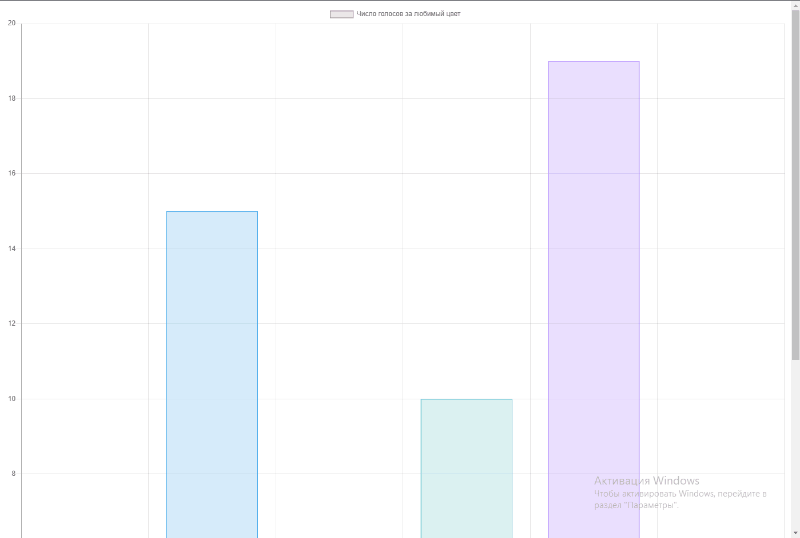 Число голосов за любимый цвет
20
18
16
14
12
10
8
Активация Windows
Чтобы активировать Windows, перейдите в
раздел "Параметры".